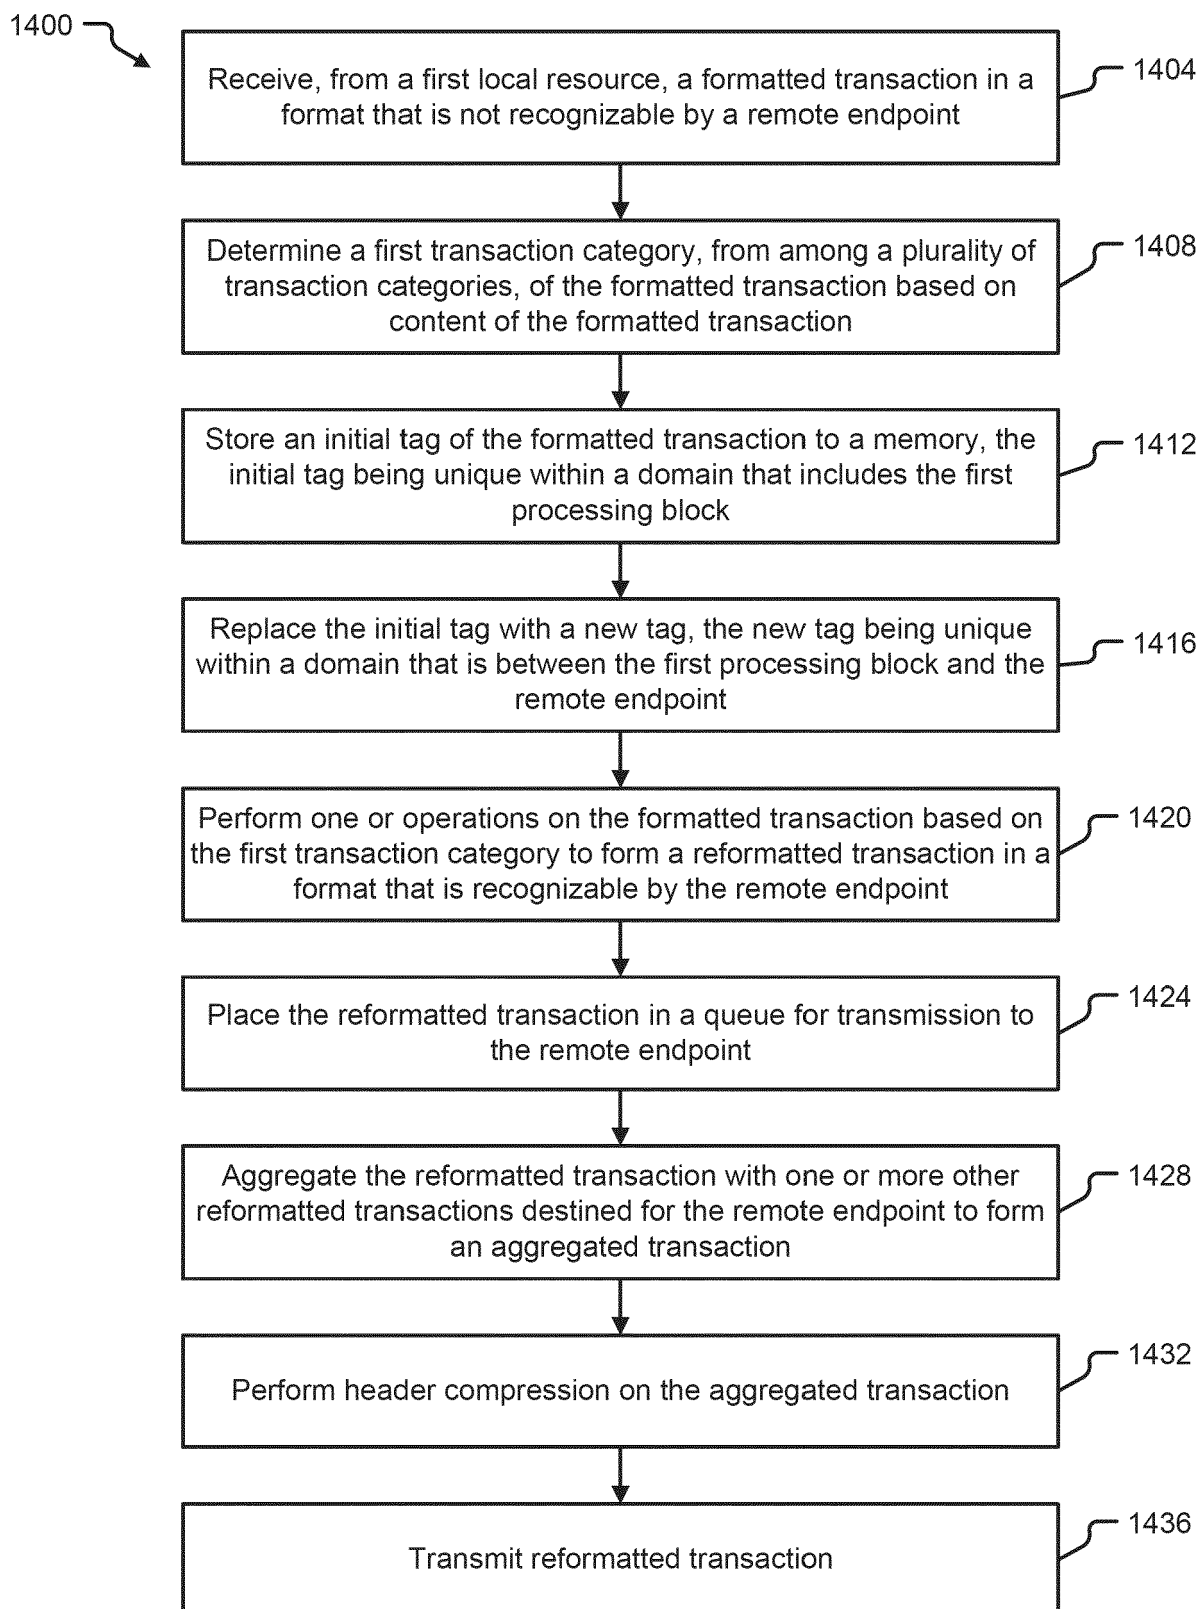 1400
Receive, from a first local resource, a formatted transaction in a
format that is not recognizable by a remote endpoint
1404
Determine a first transaction category, from among a plurality of
transaction categories, of the formatted transaction based on
content of the formatted transaction
1408
Store an initial tag of the formatted transaction to a memory, the
initial tag being unique within a domain that includes the first
processing block
1412
Replace the initial tag with a new tag, the new tag being unique
within a domain that is between the first processing block and the
remote endpoint
1416
Perform one or operations on the formatted transaction based on
the first transaction category to form a reformatted transaction in a
format that is recognizable by the remote endpoint
1420
Place the reformatted transaction in a queue for transmission to
the remote endpoint
1424
Aggregate the reformatted transaction with one or more other
reformatted transactions destined for the remote endpoint to form
an aggregated transaction
1428
Perform header compression on the aggregated transaction
1432
Transmit reformatted transaction
1436